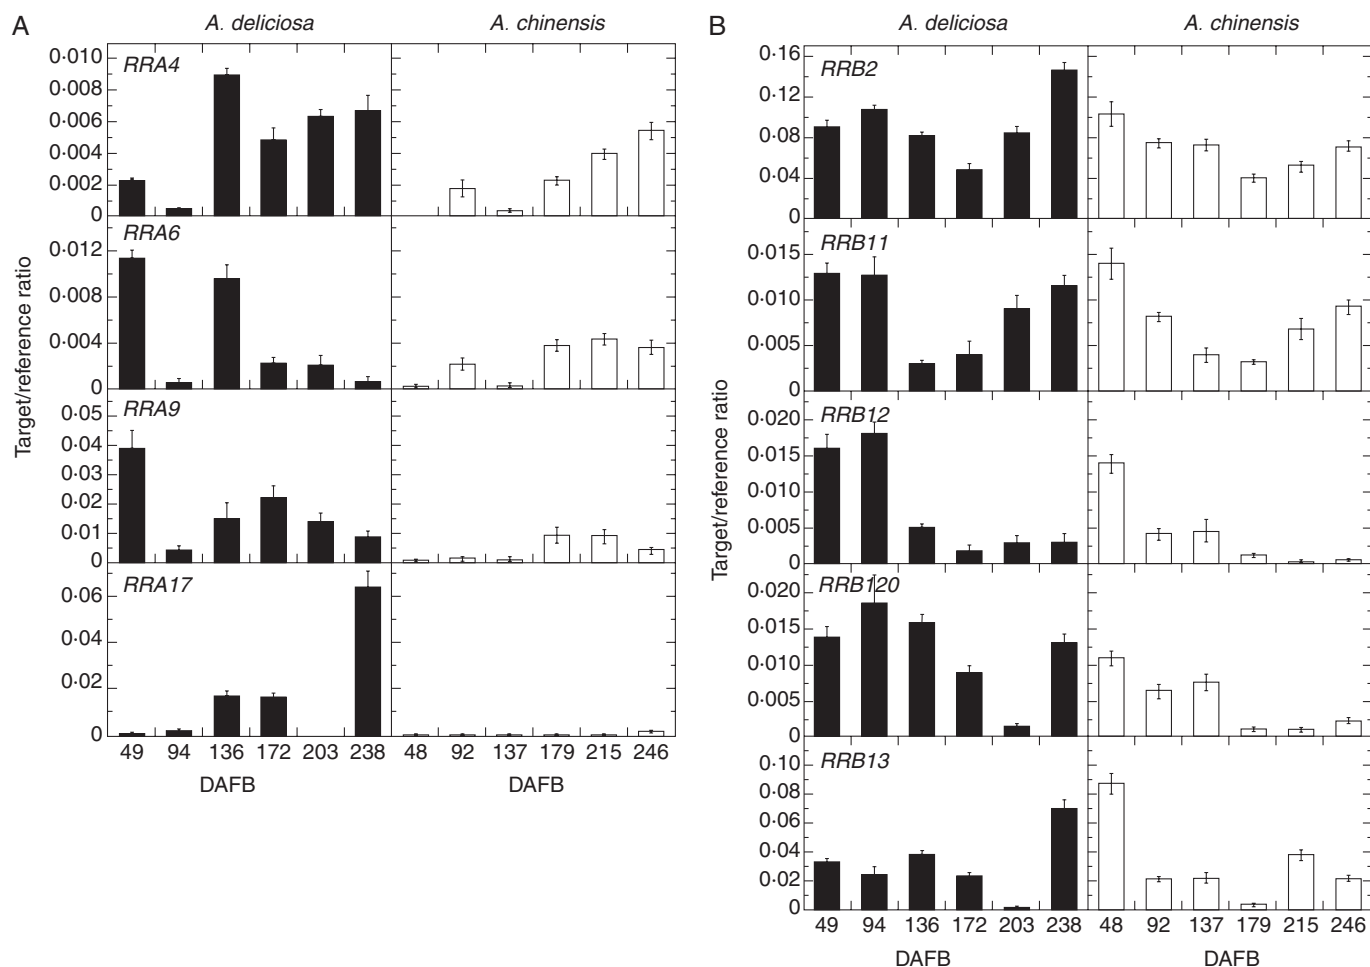 A
A. deliciosa
A. chinensis
Target/reference ratio
RRA4
0·010
0·008
0·006
0·004
0·002
0
RRA6
0·012
0·008
0·004
0
RRA9
0·05
0·04
0·03
0·02
0·01
0
RRA17
0·06
0·04
0·02
0
49 94 136 172 203 238 48 92 137 179 215 246
DAFB DAFB
B
A. deliciosa
A. chinensis
Target/reference ratio
RRB2
0·16
0·12
0·08
0·04
0
RRB11
0·015
0·010
0·005
0
RRB12
0·020
0·015
0·010
0·005
0
RRB120
0·020
0·015
0·010
0·005
0
RRB13
0·10
0·08
0·06
0·04
0·02
0
49 94 136 172 203 238 48 92 137 179 215 246
DAFB DAFB